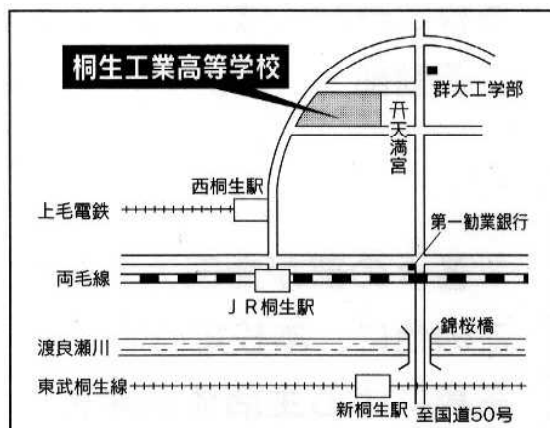 桐生工業高等学校
群大工学部
天満宮
西桐生駅
上毛電鉄
第一勧業銀行
両毛線
JR桐生駅
錦桜橋
渡良瀬川
東武桐生線
新桐生駅
至国道50号